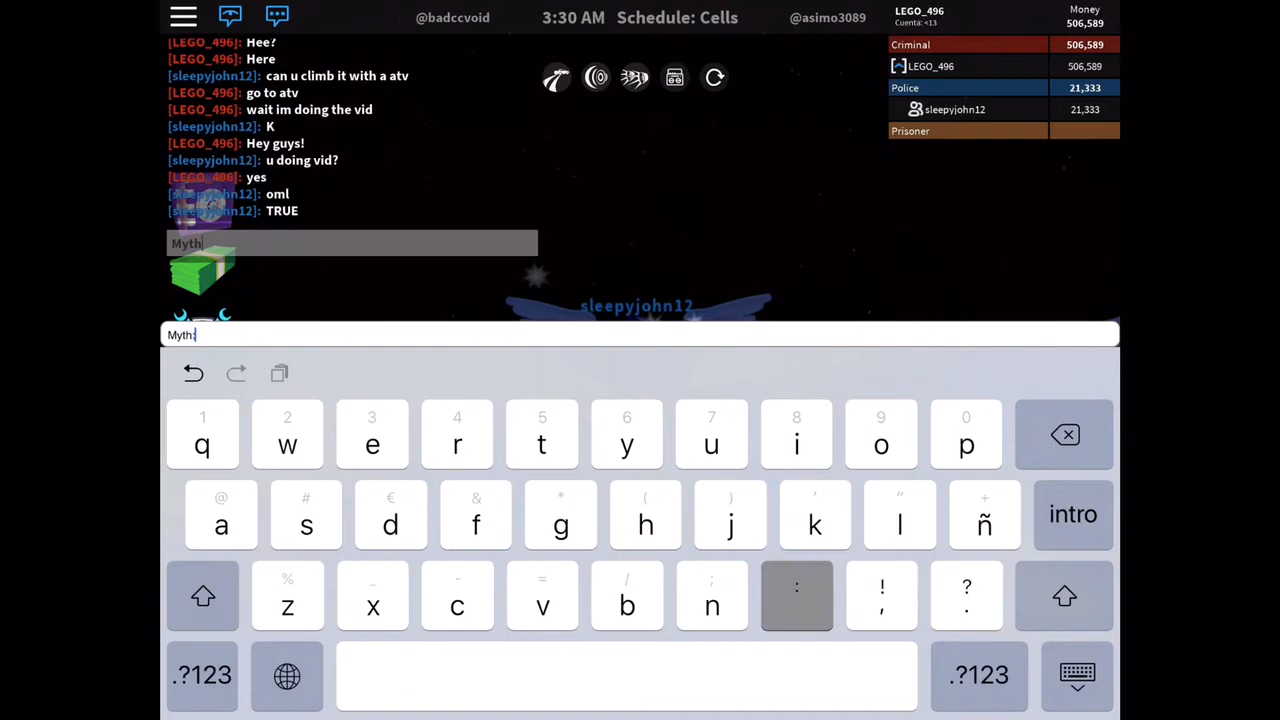 @badccvoid 3:30 AM Schedule: Cells @asimo3089
LEGO_496
Cuenta: <13
Money
506,589
[LEGO_496]: Hee?
[LEGO_496]: Here
[sleepyjohn12]: can u climb it with a atv
[LEGO_496]: go to atv
[LEGO_496]: wait im doing the vid
[sleepyjohn12]: K
[LEGO_496]: Hey guys!
[sleepyjohn12]: u doing vid?
[LEGO_496]: yes
[sleepyjohn12]: oml
[sleepyjohn12]: TRUE
Criminal 506,589
LEGO_496 506,589
Police 21,333
sleepyjohn12 21,333
Prisoner
Myth
sleepyjohn12
Myth:
1 2 3 4 5 6 7 8 9 0
q w e r t y u i o p
@ # € & * ( ) ' " +
a s d f g h j k l ñ intro
% _ - = / ; : ! ?
z x c v b n , .
.?123 .?123